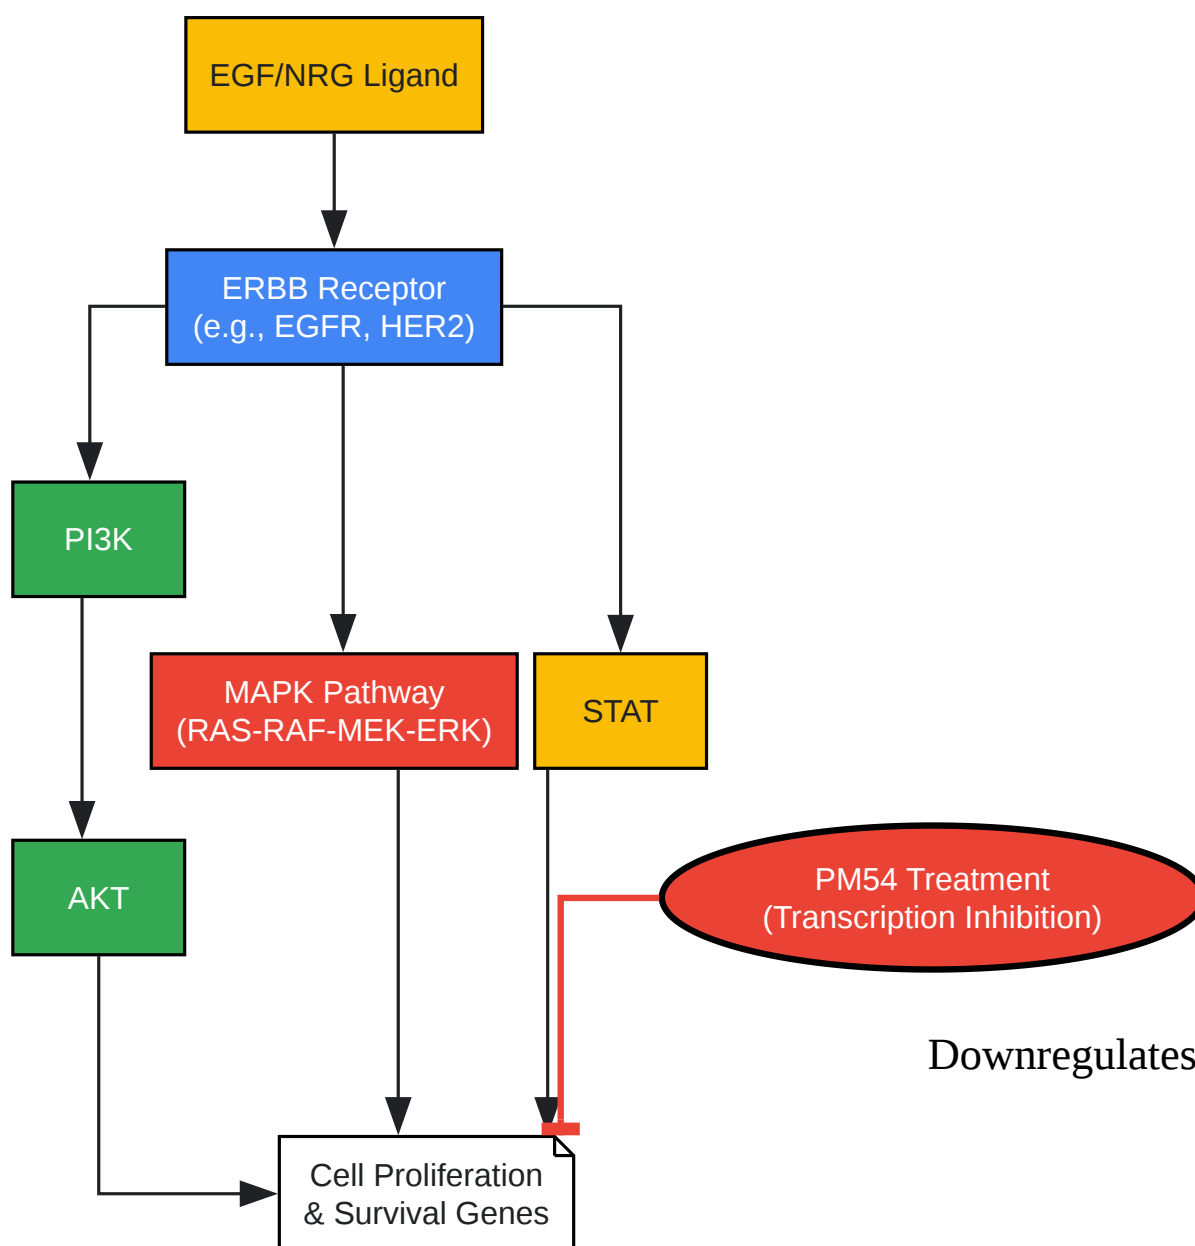 EGF/NRG Ligand
ERBB Receptor
(e.g., EGFR, HER2)
PI3K
MAPK Pathway
(RAS-RAF-MEK-ERK)
STAT
PM54 Treatment
(Transcription Inhibition)
AKT
Downregulates
Cell Proliferation
& Survival Genes